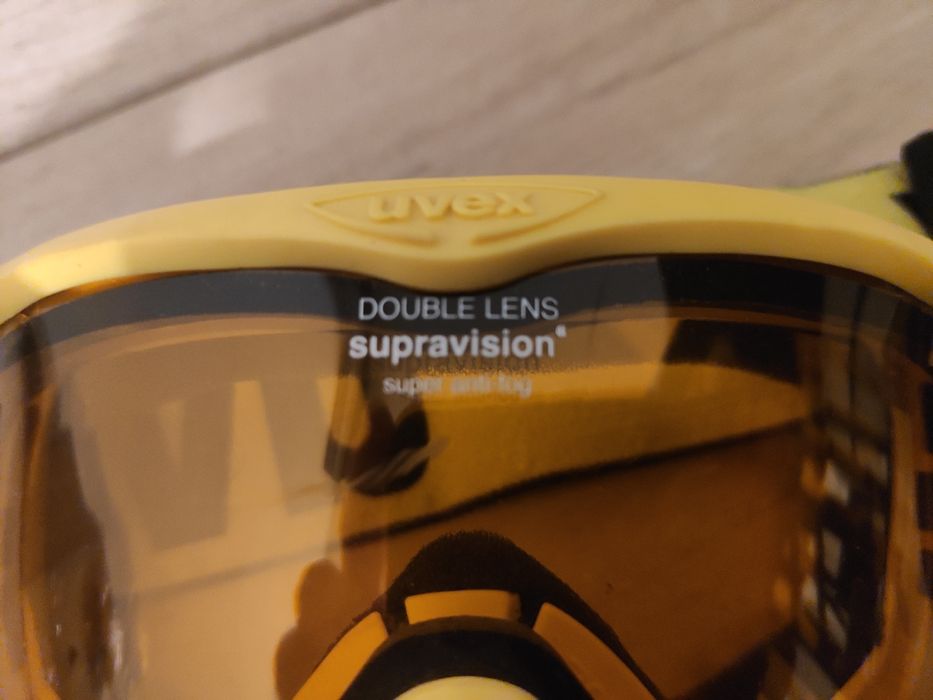 uvex
DOUBLE LENS
supravision®
super anti-fog